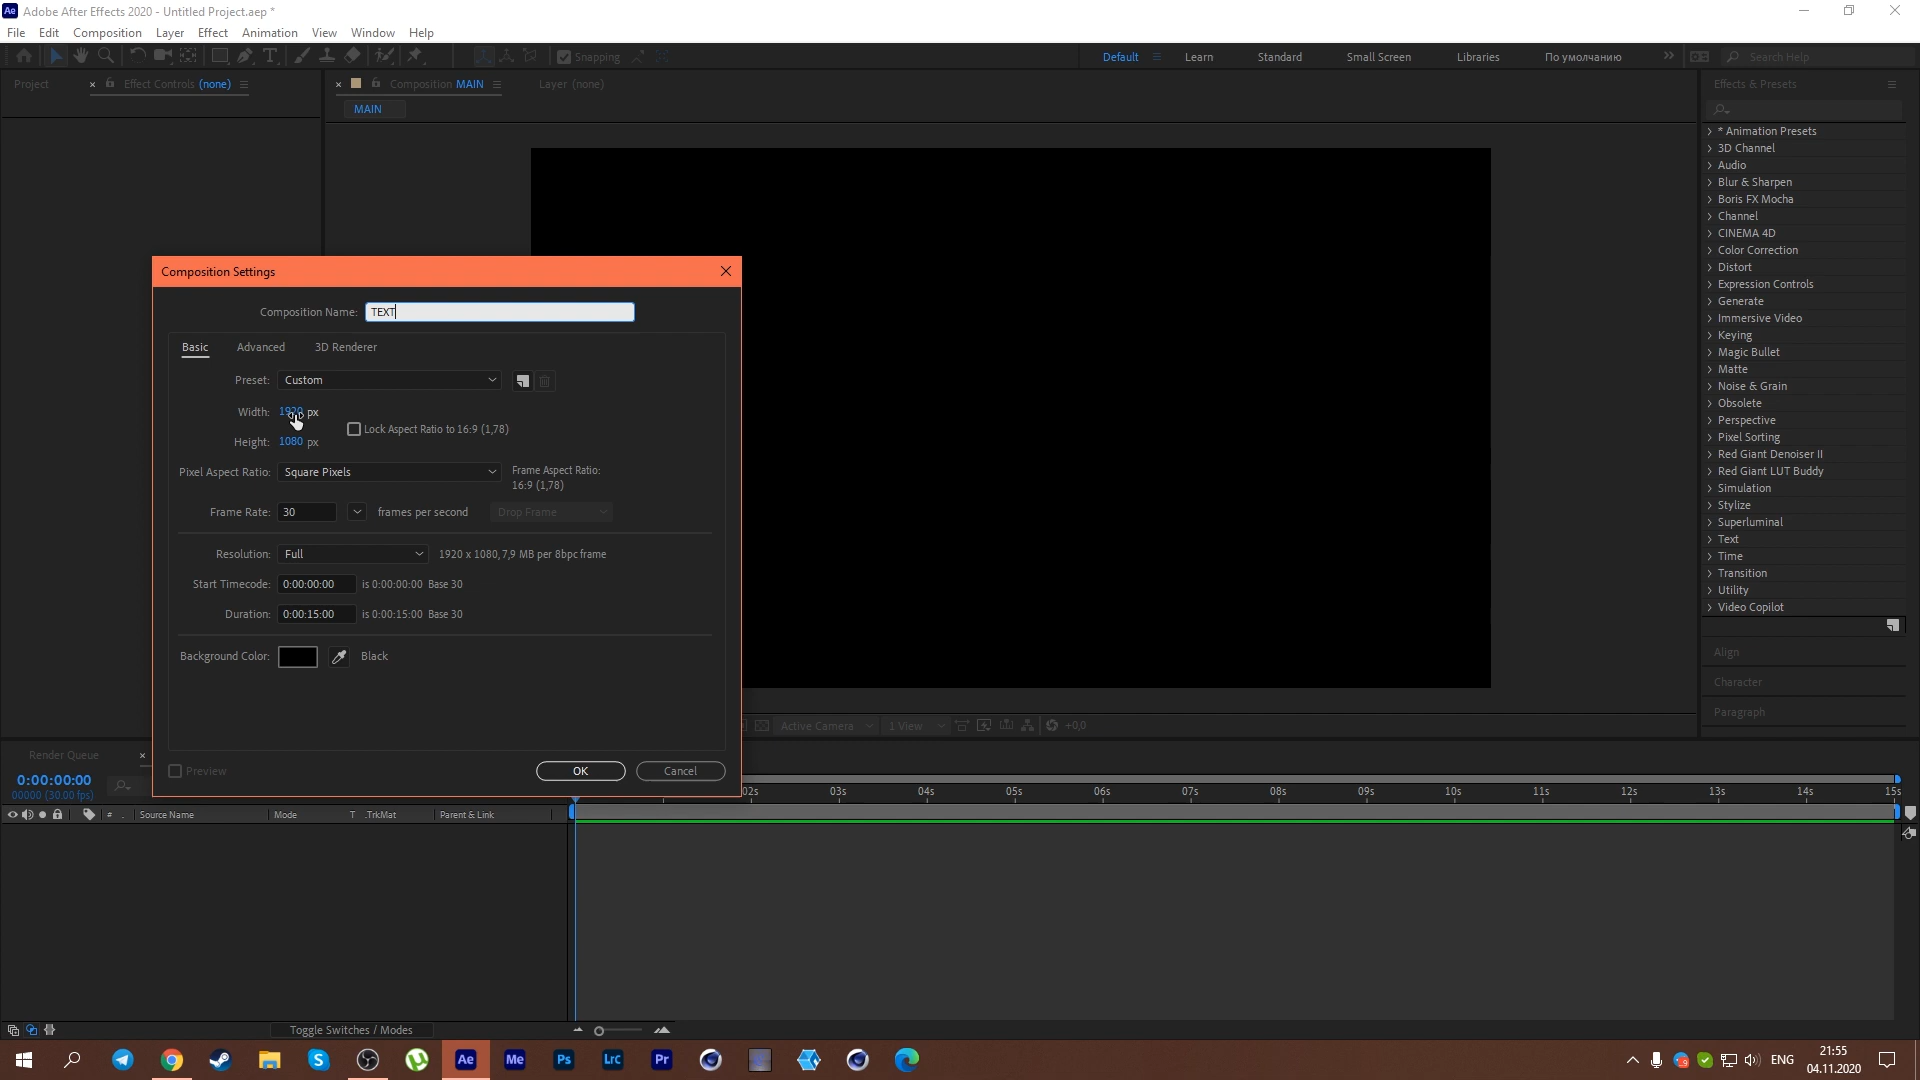 Ae Adobe After Effects 2020 - Untitled Project.aep *
File Edit Composition Layer Effect Animation View Window Help
Snapping Default Learn Standard Small Screen Libraries По умолчанию Search Help
Project Effect Controls (none) Composition MAIN Layer (none) Effects & Presets
MAIN
* Animation Presets
3D Channel
Audio
Blur & Sharpen
Boris FX Mocha
Channel
CINEMA 4D
Color Correction
Distort
Expression Controls
Generate
Immersive Video
Keying
Magic Bullet
Matte
Noise & Grain
Obsolete
Perspective
Pixel Sorting
Red Giant Denoiser II
Red Giant LUT Buddy
Simulation
Stylize
Superluminal
Text
Time
Transition
Utility
Video Copilot
Align
Character
Paragraph
Composition Settings
Composition Name: TEXT
Basic Advanced 3D Renderer
Preset: Custom
Width: 1920 px
Lock Aspect Ratio to 16:9 (1,78)
Height: 1080 px
Pixel Aspect Ratio: Square Pixels Frame Aspect Ratio:
16:9 (1,78)
Frame Rate: 30 frames per second Drop Frame
Resolution: Full 1920 x 1080, 7,9 MB per 8bpc frame
Start Timecode: 0:00:00:00 is 0:00:00:00 Base 30
Duration: 0:00:15:00 is 0:00:15:00 Base 30
Background Color: Black
Preview OK Cancel
Active Camera 1 View +0,0
Render Queue
0:00:00:00
00000 (30.00 fps)
02s 03s 04s 05s 06s 07s 08s 09s 10s 11s 12s 13s 14s 15s
# Source Name Mode T .TrkMat Parent & Link
Toggle Switches / Modes
Ae Me Ps Lrc Pr ENG 21:55
04.11.2020